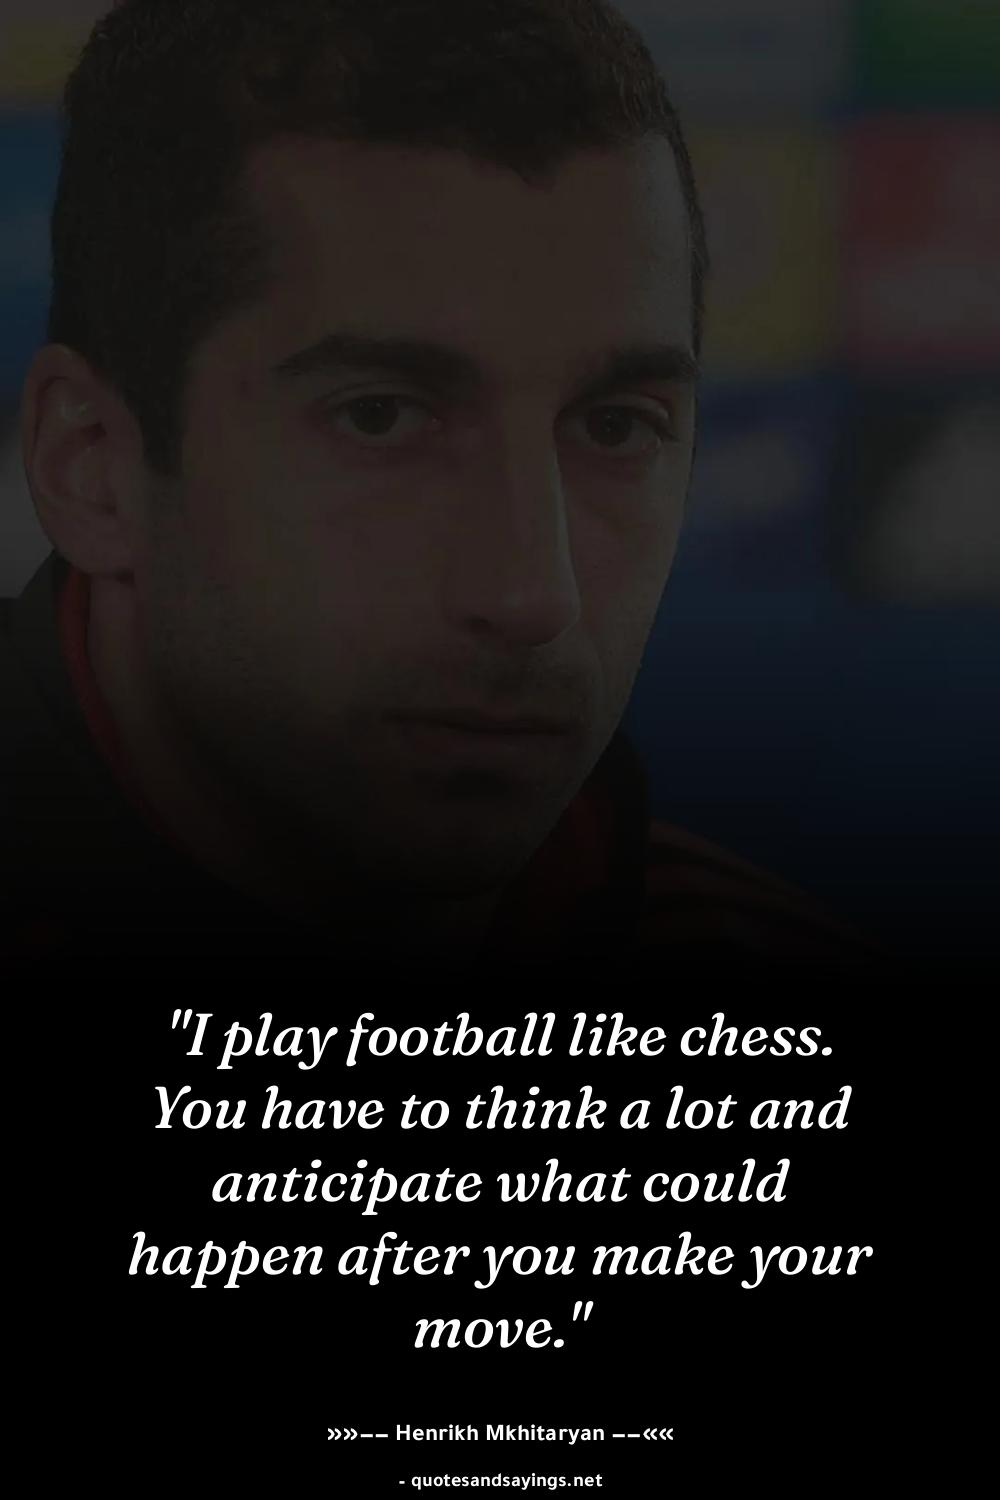 "I play football like chess.
You have to think a lot and
anticipate what could
happen after you make your
move."
»»−− Henrikh Mkhitaryan −−««
- quotesandsayings.net